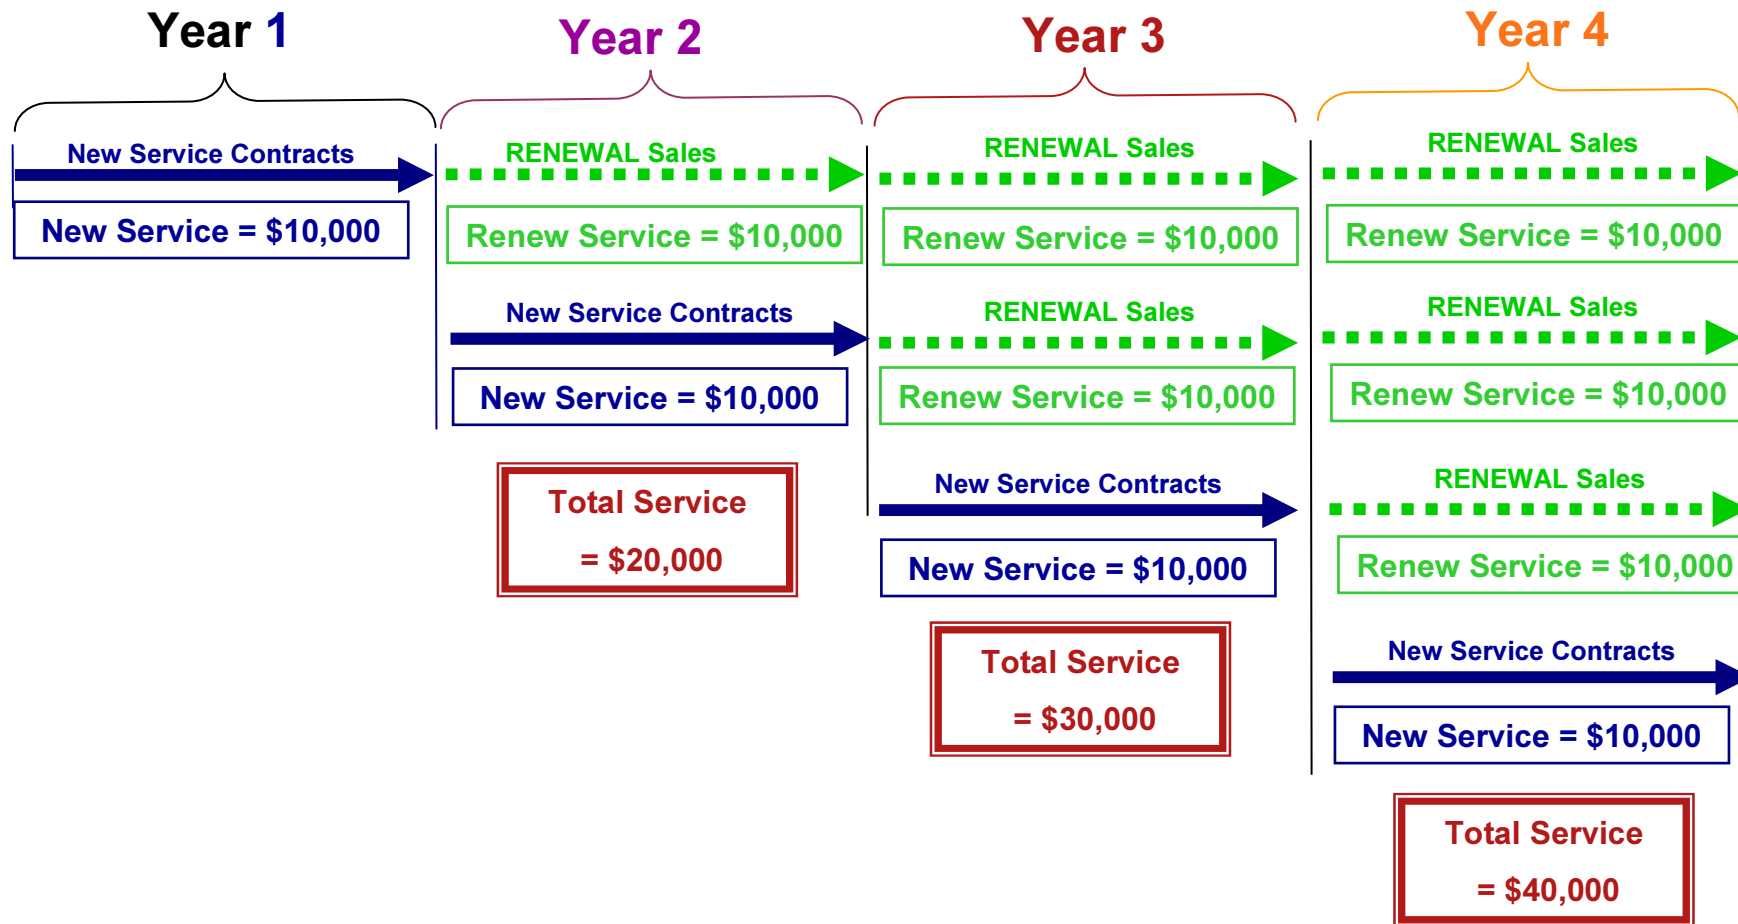 Year 1
New Service Contracts
New Service = $10,000
Year 2
RENEWAL Sales
Renew Service = $10,000
New Service Contracts
New Service = $10,000
Total Service
= $20,000
Year 3
RENEWAL Sales
Renew Service = $10,000
RENEWAL Sales
Renew Service = $10,000
New Service Contracts
New Service = $10,000
Total Service
= $30,000
Year 4
RENEWAL Sales
Renew Service = $10,000
RENEWAL Sales
Renew Service = $10,000
RENEWAL Sales
Renew Service = $10,000
New Service Contracts
New Service = $10,000
Total Service
= $40,000